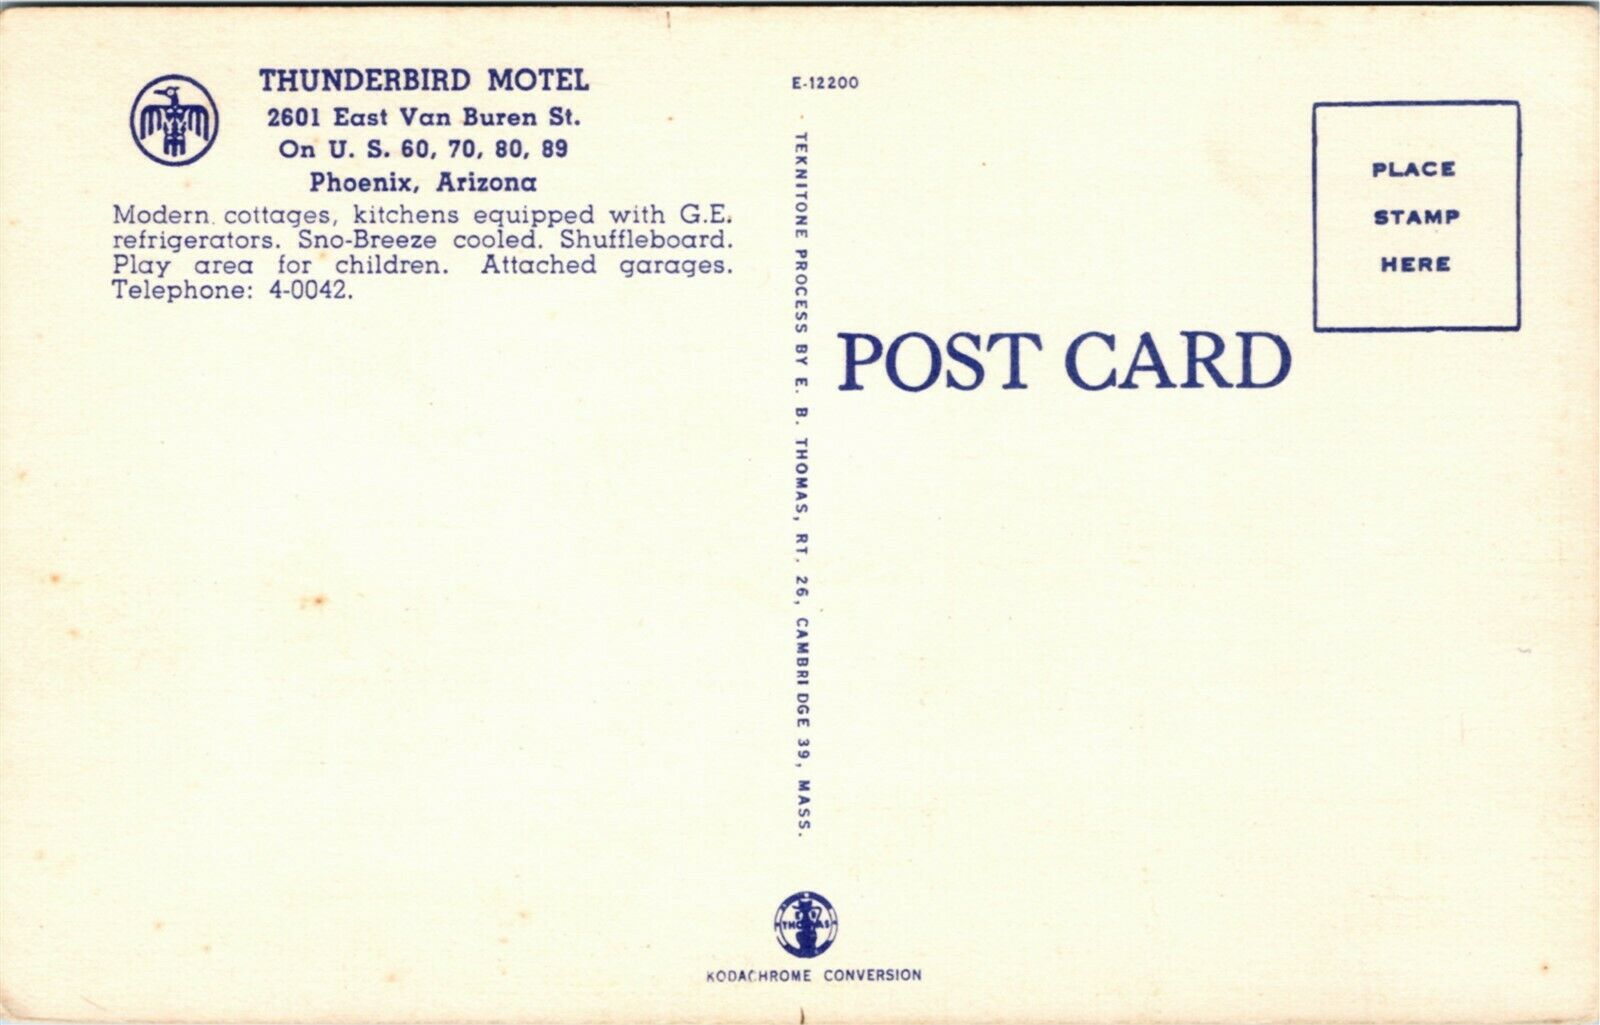 THUNDERBIRD MOTEL
2601 East Van Buren St.
On U. S. 60, 70, 80, 89
Phoenix, Arizona
Modern. cottages, kitchens equipped with G.E.
refrigerators. Sno-Breeze cooled. Shuffleboard.
Play area for children. Attached garages.
Telephone: 4-0042.
E-12200
TEKNITONE PROCESS BY E. B. THOMAS, RT. 26, CAMBRIDGE 39, MASS.
PLACE
STAMP
HERE
POST CARD
THOMAS
KODACHROME CONVERSION